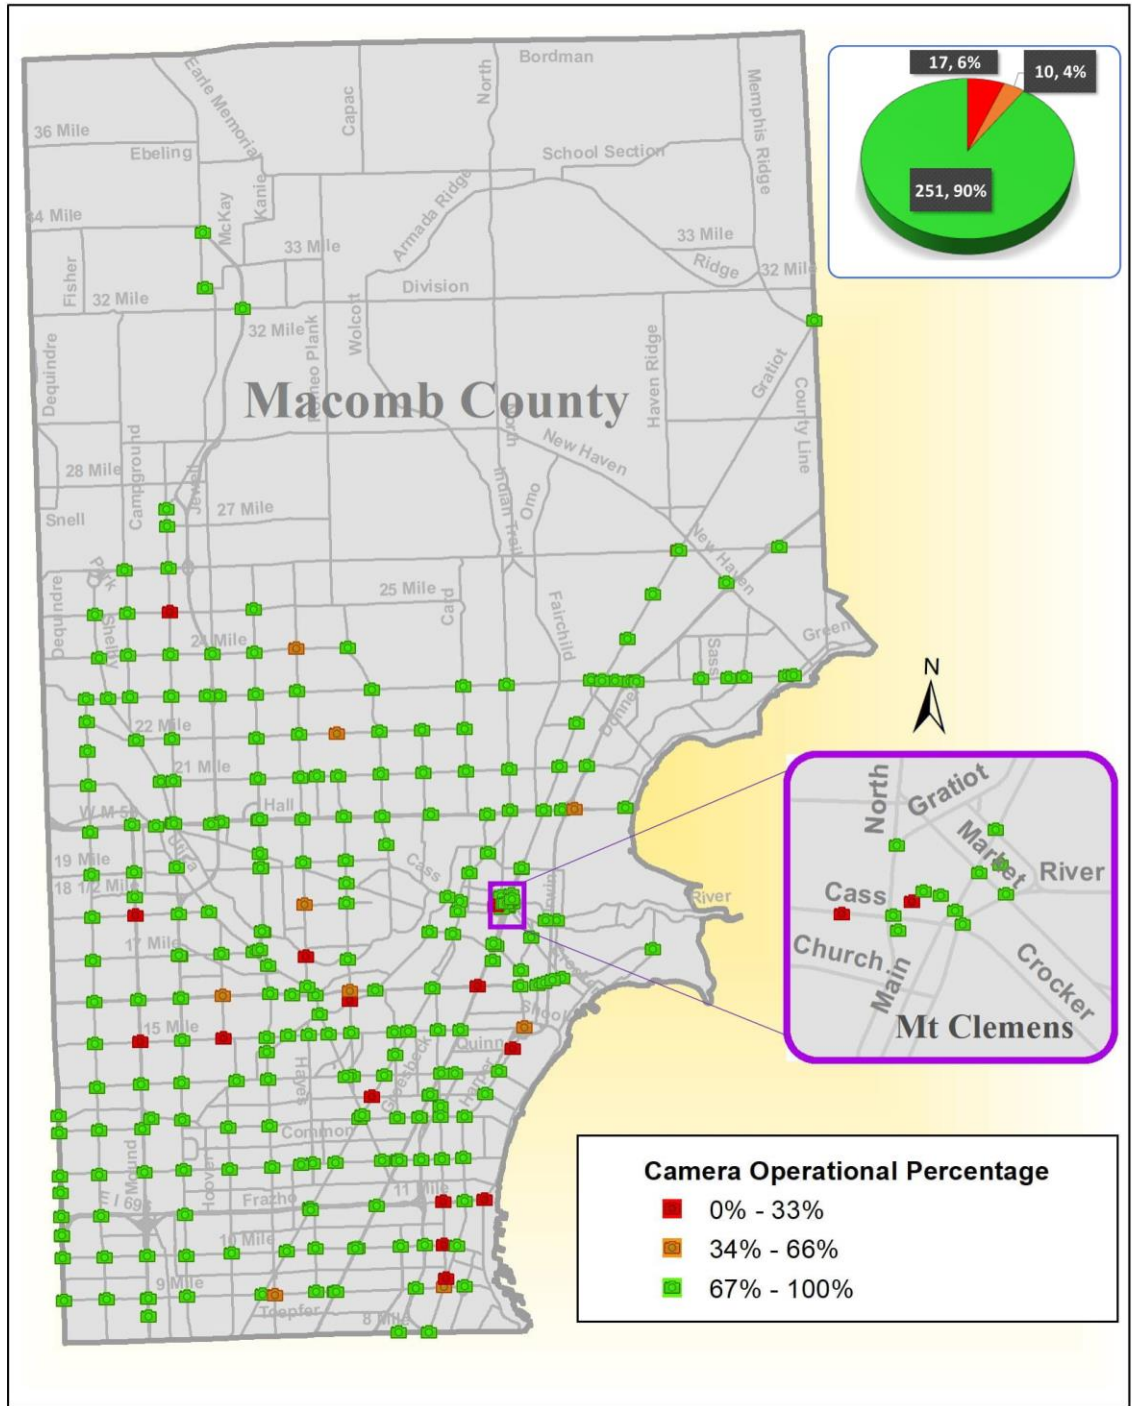 17, 6%
10, 4%
251, 90%
Bordman
Earle Memorial
Capac
North
Memphis Ridge
36 Mile
Ebeling
School Section
Kanie
McKay
Armada Ridge
34 Mile
33 Mile
33 Mile
Ridge
32 Mile
Fisher
Division
32 Mile
32 Mile
Wolcott
Romeo Plank
Haven Ridge
Gratiot
Dequindre
County Line
Macomb County
North
New Haven
Campground
28 Mile
Jewell
Indian Trail
Omo
Snell
27 Mile
New Haven
Park
25 Mile
Card
Fairchild
Dequindre
Shelby
24 Mile
Sass
Green
Donner
22 Mile
21 Mile
Hall
W M 59
Utica
19 Mile
Cass
18 1/2 Mile
Irwin
River
17 Mile
15 Mile
Shook
Quinn
Hayes
Groesbeck
Harper
Common
Mound
Hoover
E I 696
Frazho
11 Mile
10 Mile
9 Mile
Toepfer
8 Mile
N
North
Gratiot
Market
Cass
River
Church
Main
Crocker
Mt Clemens
Camera Operational Percentage
0% - 33%
34% - 66%
67% - 100%